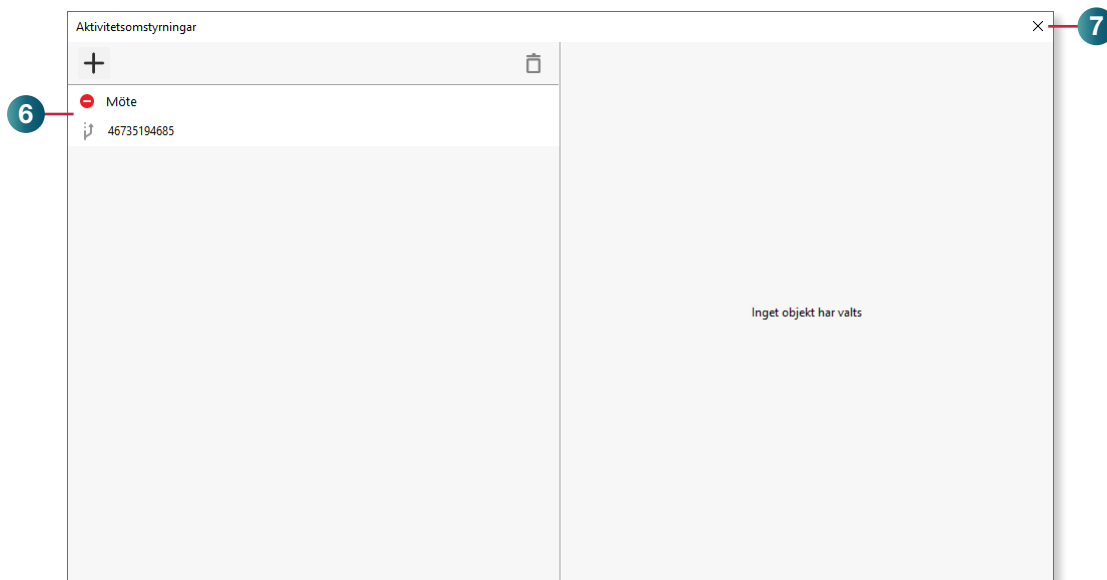 Aktivitetsomstyrningar
7
Möte
6
46735194685
Inget objekt har valts